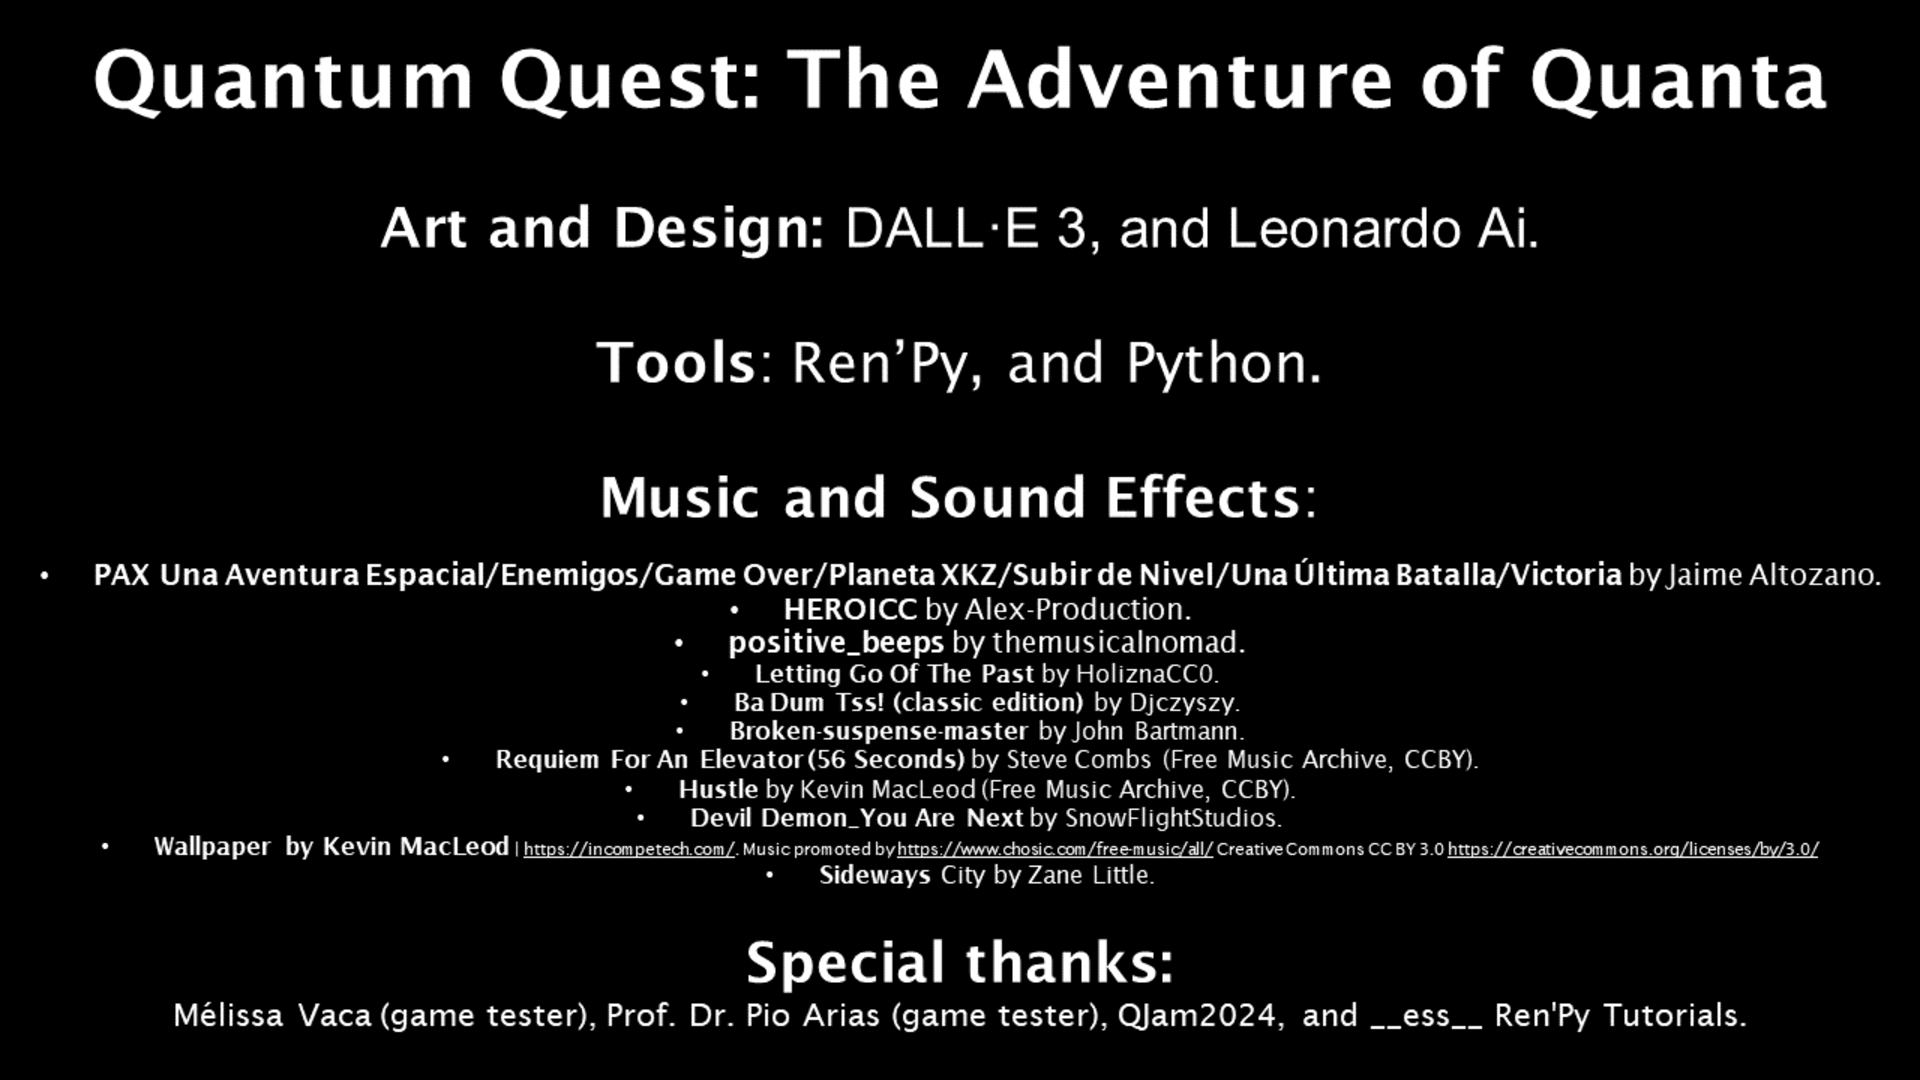 Quantum Quest: The Adventure of Quanta
Art and Design: DALL·E 3, and Leonardo Ai.
Tools: Ren’Py, and Python.
Music and Sound Effects:
• PAX Una Aventura Espacial/Enemigos/Game Over/Planeta XKZ/Subir de Nivel/Una Última Batalla/Victoria by Jaime Altozano.
• HEROICC by Alex-Production.
• positive_beeps by themusicalnomad.
• Letting Go Of The Past by HoliznaCC0.
• Ba Dum Tss! (classic edition) by Djczyszy.
• Broken-suspense-master by John Bartmann.
• Requiem For An Elevator (56 Seconds) by Steve Combs (Free Music Archive, CCBY).
• Hustle by Kevin MacLeod (Free Music Archive, CCBY).
• Devil Demon_You Are Next by SnowFlightStudios.
• Wallpaper by Kevin MacLeod | https://incompetech.com/. Music promoted by https://www.chosic.com/free-music/all/ Creative Commons CC BY 3.0 https://creativecommons.org/licenses/by/3.0/
• Sideways City by Zane Little.
Special thanks:
Mélissa Vaca (game tester), Prof. Dr. Pio Arias (game tester), QJam2024, and __ess__ Ren'Py Tutorials.